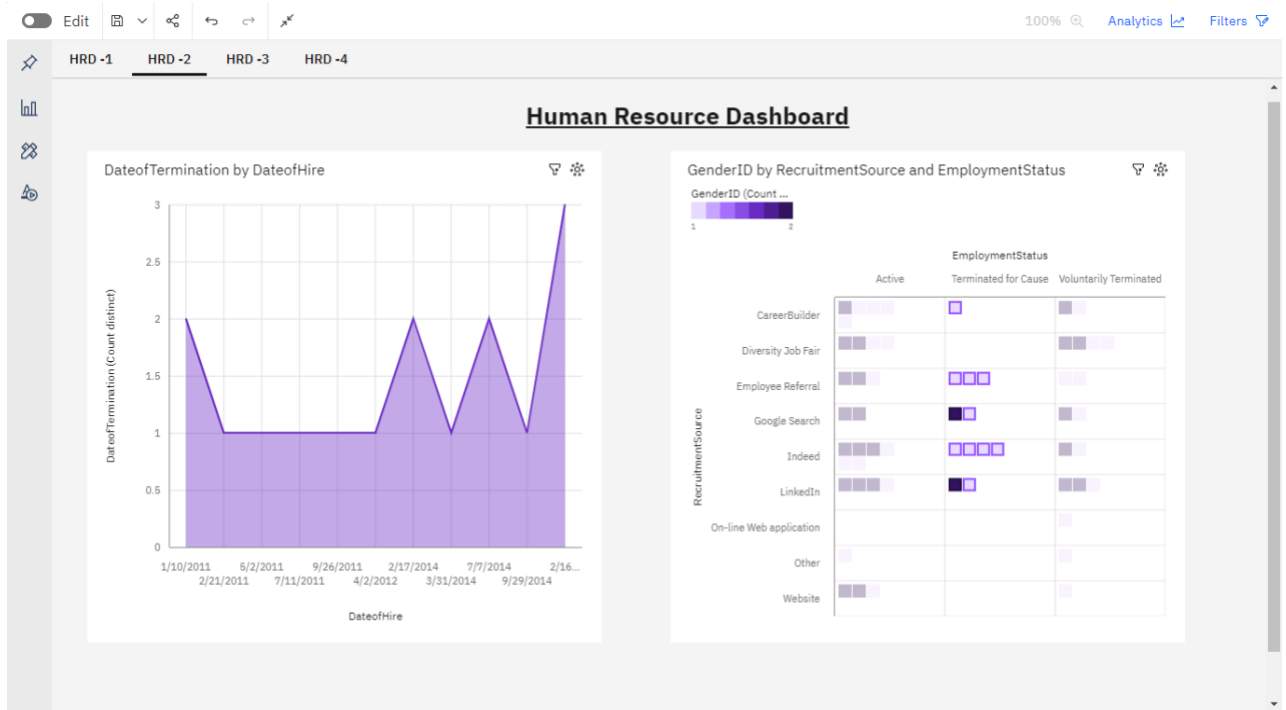 Edit
100%
Analytics
Filters
HRD -1 HRD -2 HRD -3 HRD -4
Human Resource Dashboard
DateofTermination by DateofHire
3
2.5
2
1.5
1
0.5
0
DateofTermination (Count distinct)
1/10/2011 5/2/2011 9/26/2011 2/17/2014 7/7/2014 2/16...
2/21/2011 7/11/2011 4/2/2012 3/31/2014 9/29/2014
DateofHire
GenderID by RecruitmentSource and EmploymentStatus
GenderID (Count ...
1 2
EmploymentStatus
Active Terminated for Cause Voluntarily Terminated
RecruitmentSource
CareerBuilder
Diversity Job Fair
Employee Referral
Google Search
Indeed
LinkedIn
On-line Web application
Other
Website